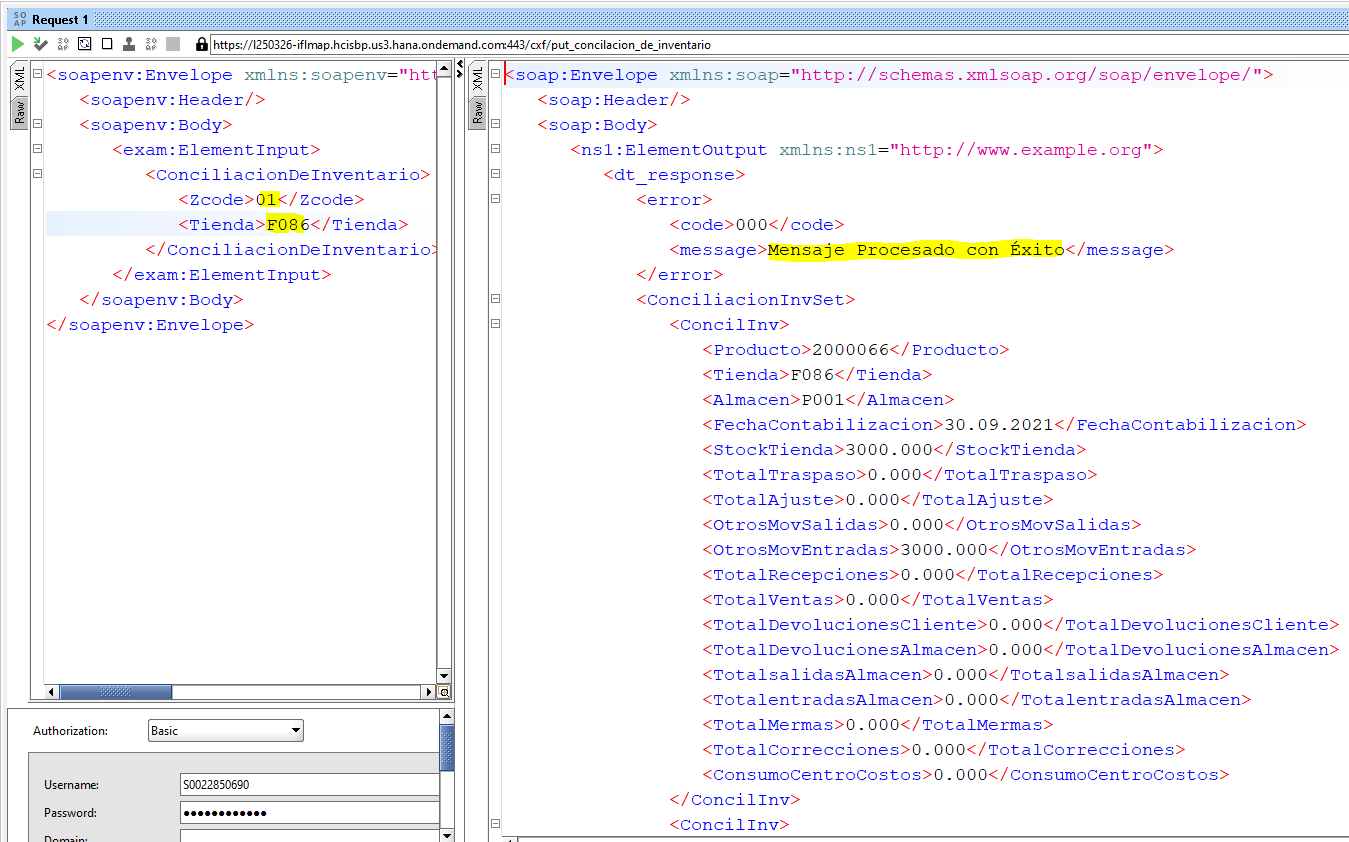 SO
AP Request 1
https://l250326-iflmap.hcisbp.us3.hana.ondemand.com:443/cxf/put_concilacion_de_inventario
XML
Raw
<soapenv:Envelope xmlns:soapenv="htt
<soapenv:Header/>
<soapenv:Body>
<exam:ElementInput>
<ConciliacionDeInventario>
<Zcode>01</Zcode>
<Tienda>F086</Tienda>
</ConciliacionDeInventario>
</exam:ElementInput>
</soapenv:Body>
</soapenv:Envelope>
Authorization: Basic
Username: S0022850690
Password: ●●●●●●●●●●●●
Domain:
XML
Raw
<soap:Envelope xmlns:soap="http://schemas.xmlsoap.org/soap/envelope/">
<soap:Header/>
<soap:Body>
<ns1:ElementOutput xmlns:ns1="http://www.example.org">
<dt_response>
<error>
<code>000</code>
<message>Mensaje Procesado con Éxito</message>
</error>
<ConciliacionInvSet>
<ConcilInv>
<Producto>2000066</Producto>
<Tienda>F086</Tienda>
<Almacen>P001</Almacen>
<FechaContabilizacion>30.09.2021</FechaContabilizacion>
<StockTienda>3000.000</StockTienda>
<TotalTraspaso>0.000</TotalTraspaso>
<TotalAjuste>0.000</TotalAjuste>
<OtrosMovSalidas>0.000</OtrosMovSalidas>
<OtrosMovEntradas>3000.000</OtrosMovEntradas>
<TotalRecepciones>0.000</TotalRecepciones>
<TotalVentas>0.000</TotalVentas>
<TotalDevolucionesCliente>0.000</TotalDevolucionesCliente>
<TotalDevolucionesAlmacen>0.000</TotalDevolucionesAlmacen>
<TotalsalidasAlmacen>0.000</TotalsalidasAlmacen>
<TotalentradasAlmacen>0.000</TotalentradasAlmacen>
<TotalMermas>0.000</TotalMermas>
<TotalCorrecciones>0.000</TotalCorrecciones>
<ConsumoCentroCostos>0.000</ConsumoCentroCostos>
</ConcilInv>
<ConcilInv>